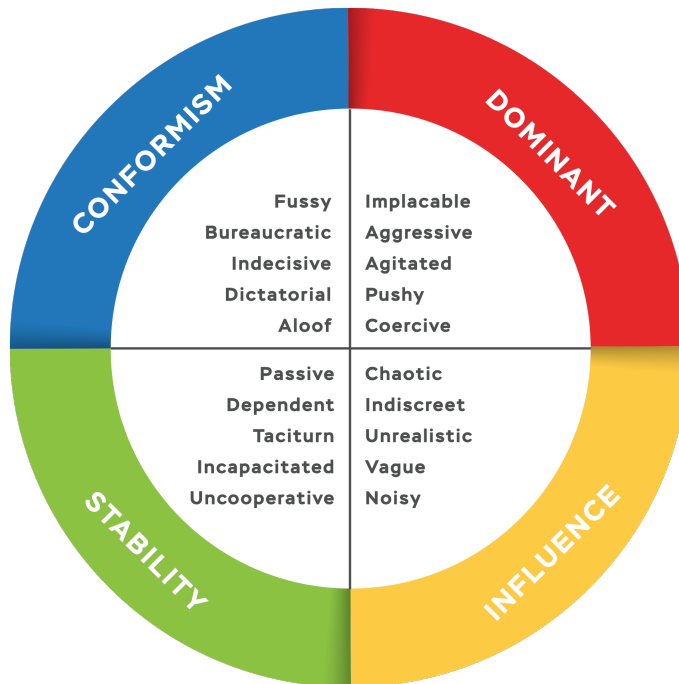 CONFORMISM
Fussy
Bureaucratic
Indecisive
Dictatorial
Aloof
DOMINANT
Implacable
Aggressive
Agitated
Pushy
Coercive
STABILITY
Passive
Dependent
Taciturn
Incapacitated
Uncooperative
INFLUENCE
Chaotic
Indiscreet
Unrealistic
Vague
Noisy